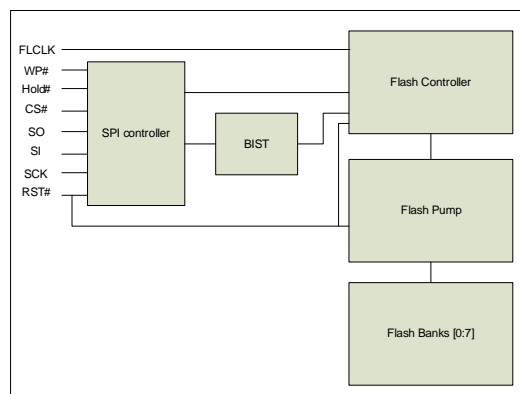 FLCLK
WP#
Hold#
CS#
SO
SI
SCK
RST#
SPI controller
BIST
Flash Controller
Flash Pump
Flash Banks [0:7]